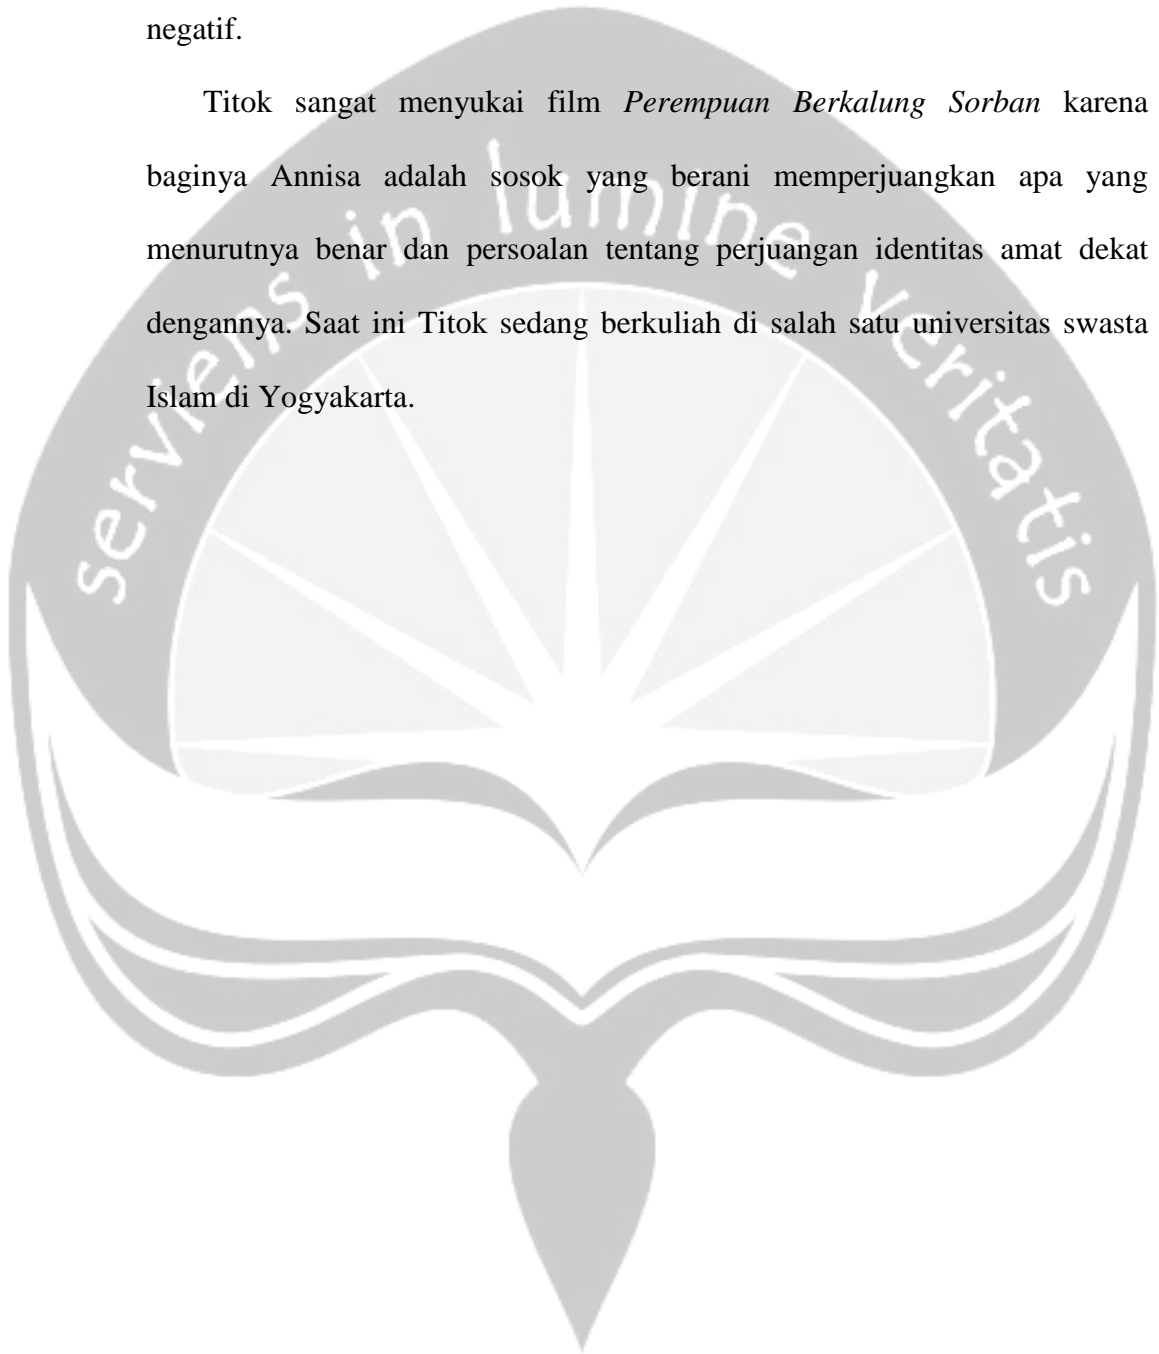 negatif.
Titok sangat menyukai film Perempuan Berkalung Sorban karena
baginya Annisa adalah sosok yang berani memperjuangkan apa yang
menurutnya benar dan persoalan tentang perjuangan identitas amat dekat
dengannya. Saat ini Titok sedang berkuliah di salah satu universitas swasta
Islam di Yogyakarta.
serviens in lumine veritatis